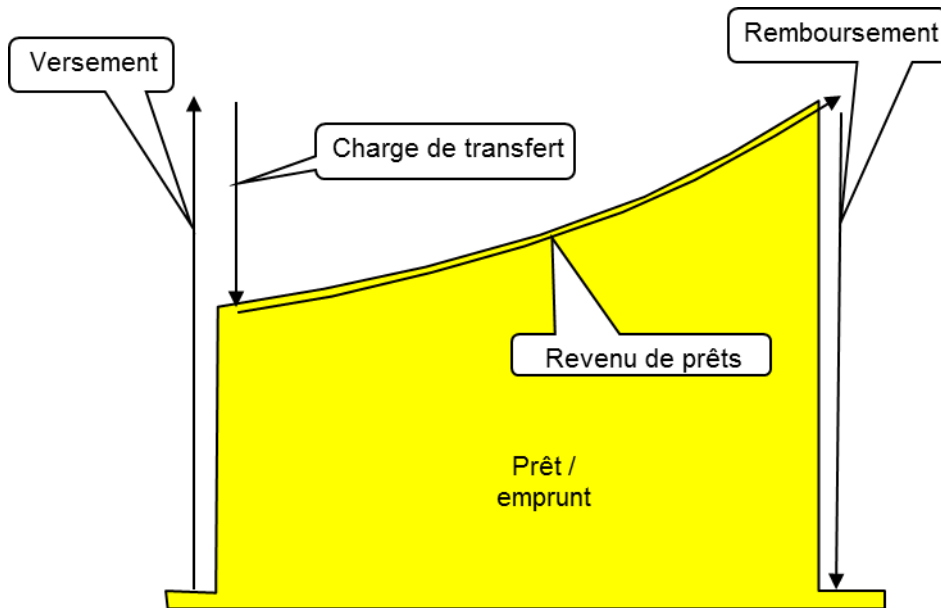 Remboursement
Versement
Charge de transfert
Revenu de prêts
Prêt /
emprunt